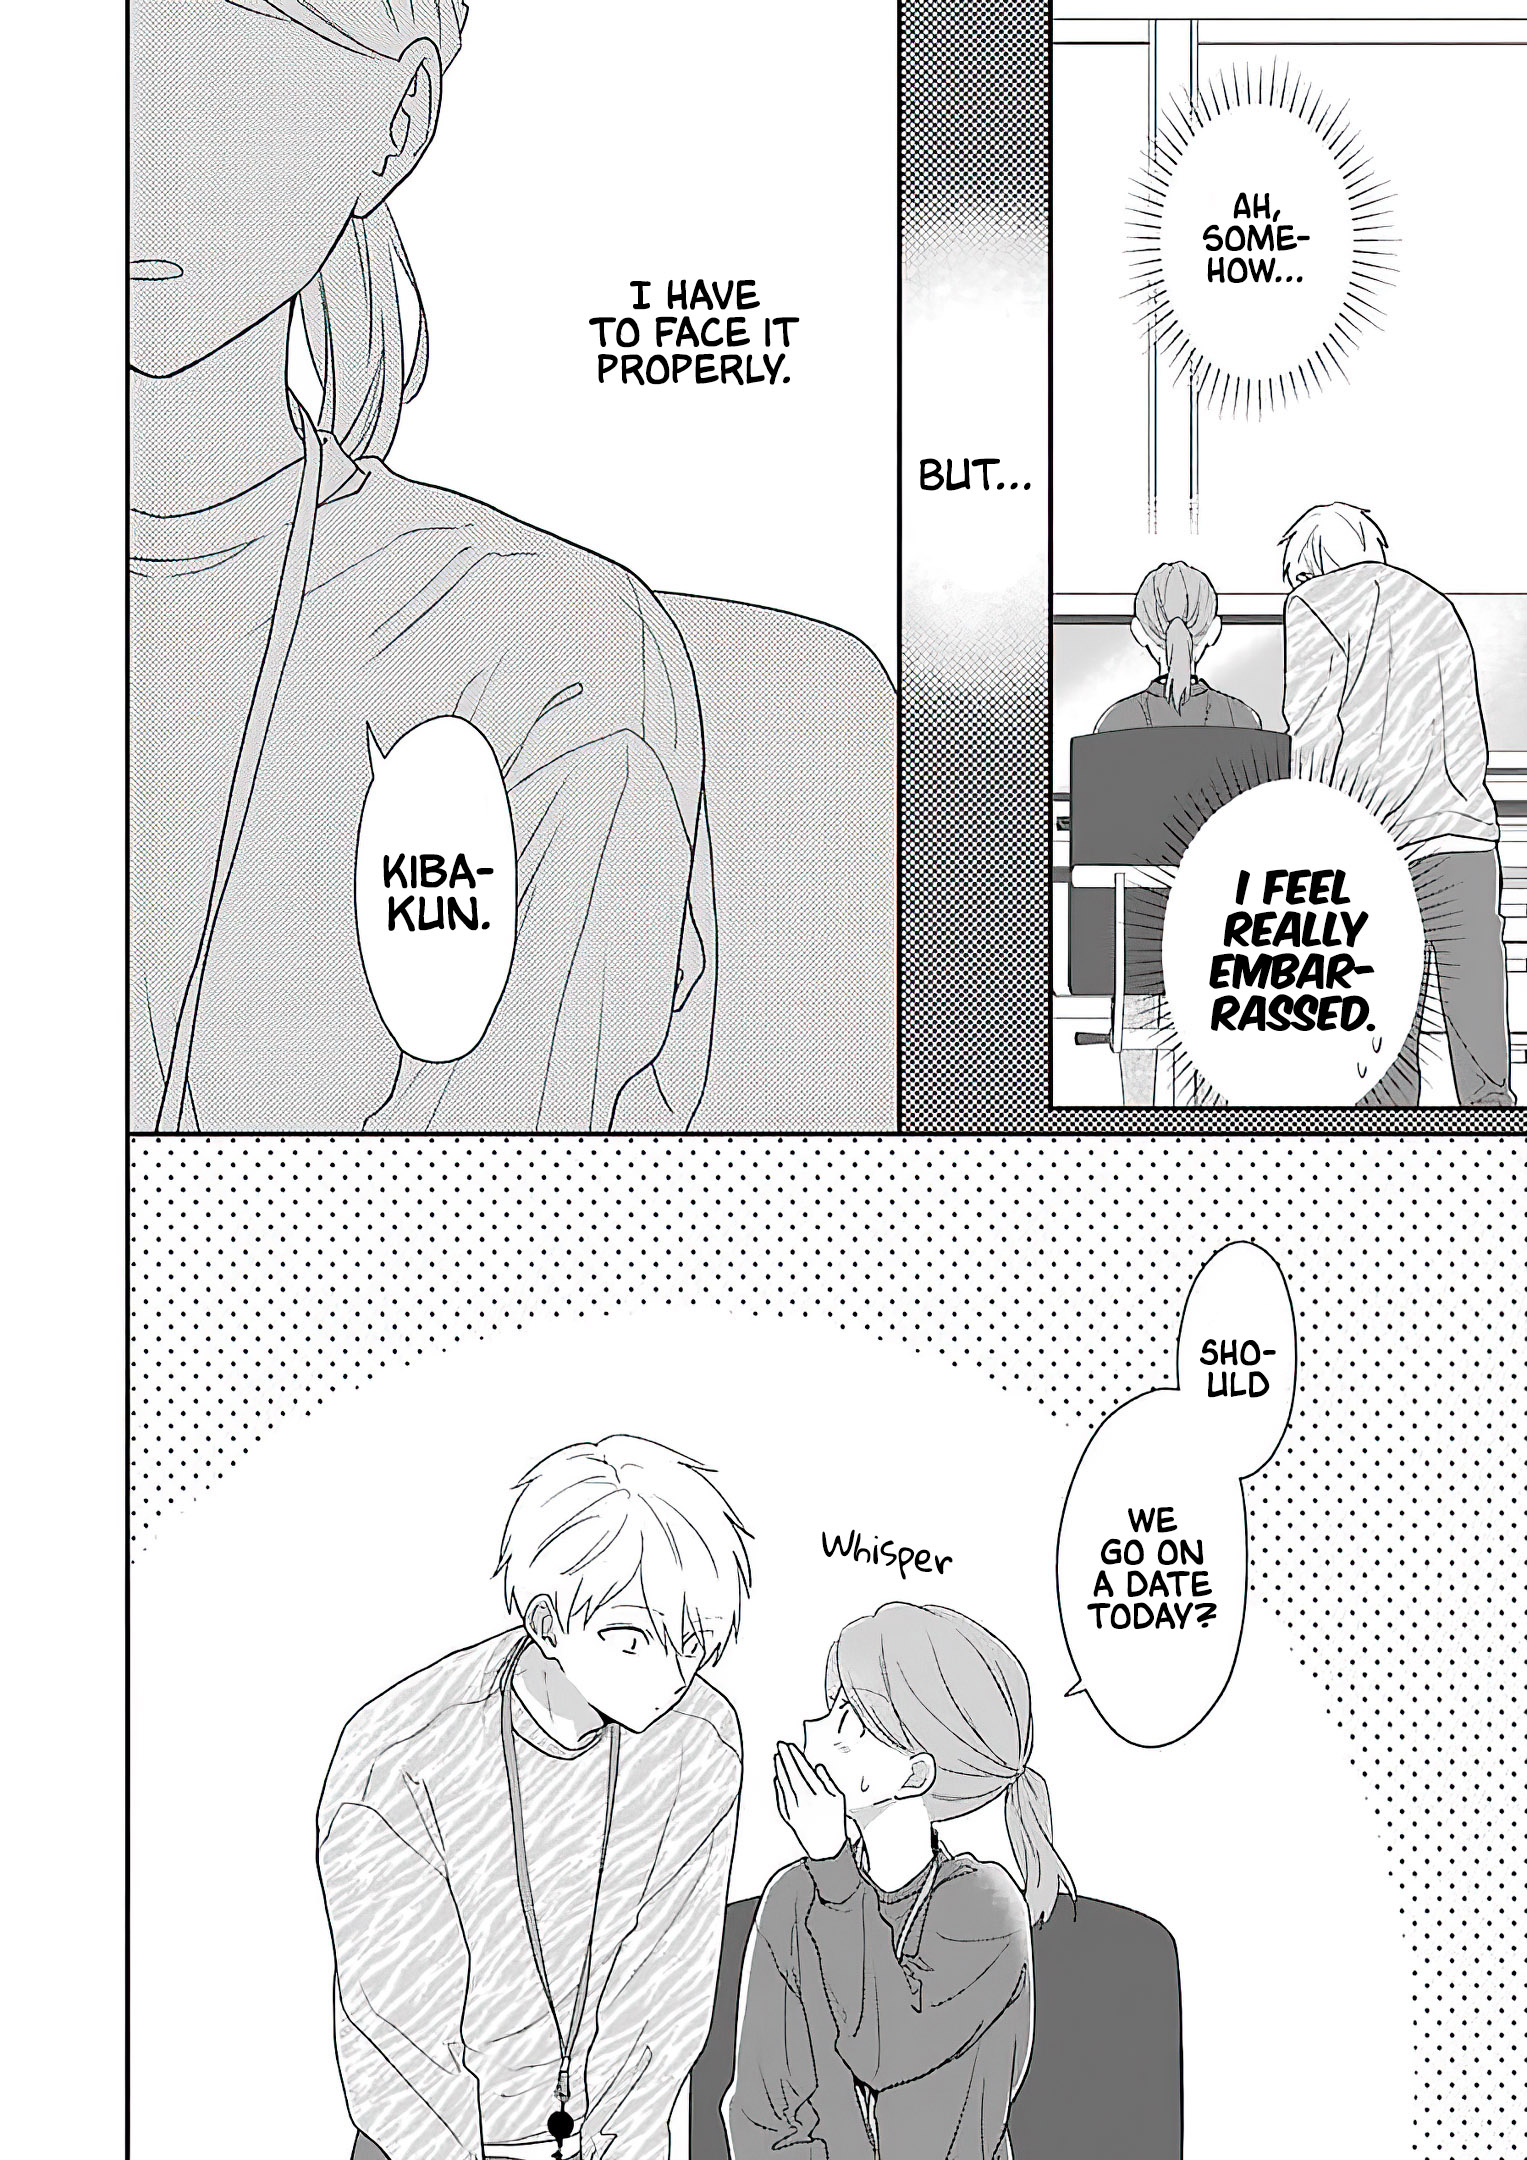 AH,
SOME-
HOW...
I FEEL
REALLY
EMBAR-
RASSED.
BUT...
I HAVE
TO FACE IT
PROPERLY.
KIBA-
KUN.
SHO-
ULD
WE
GO ON
A DATE
TODAY?
Whisper